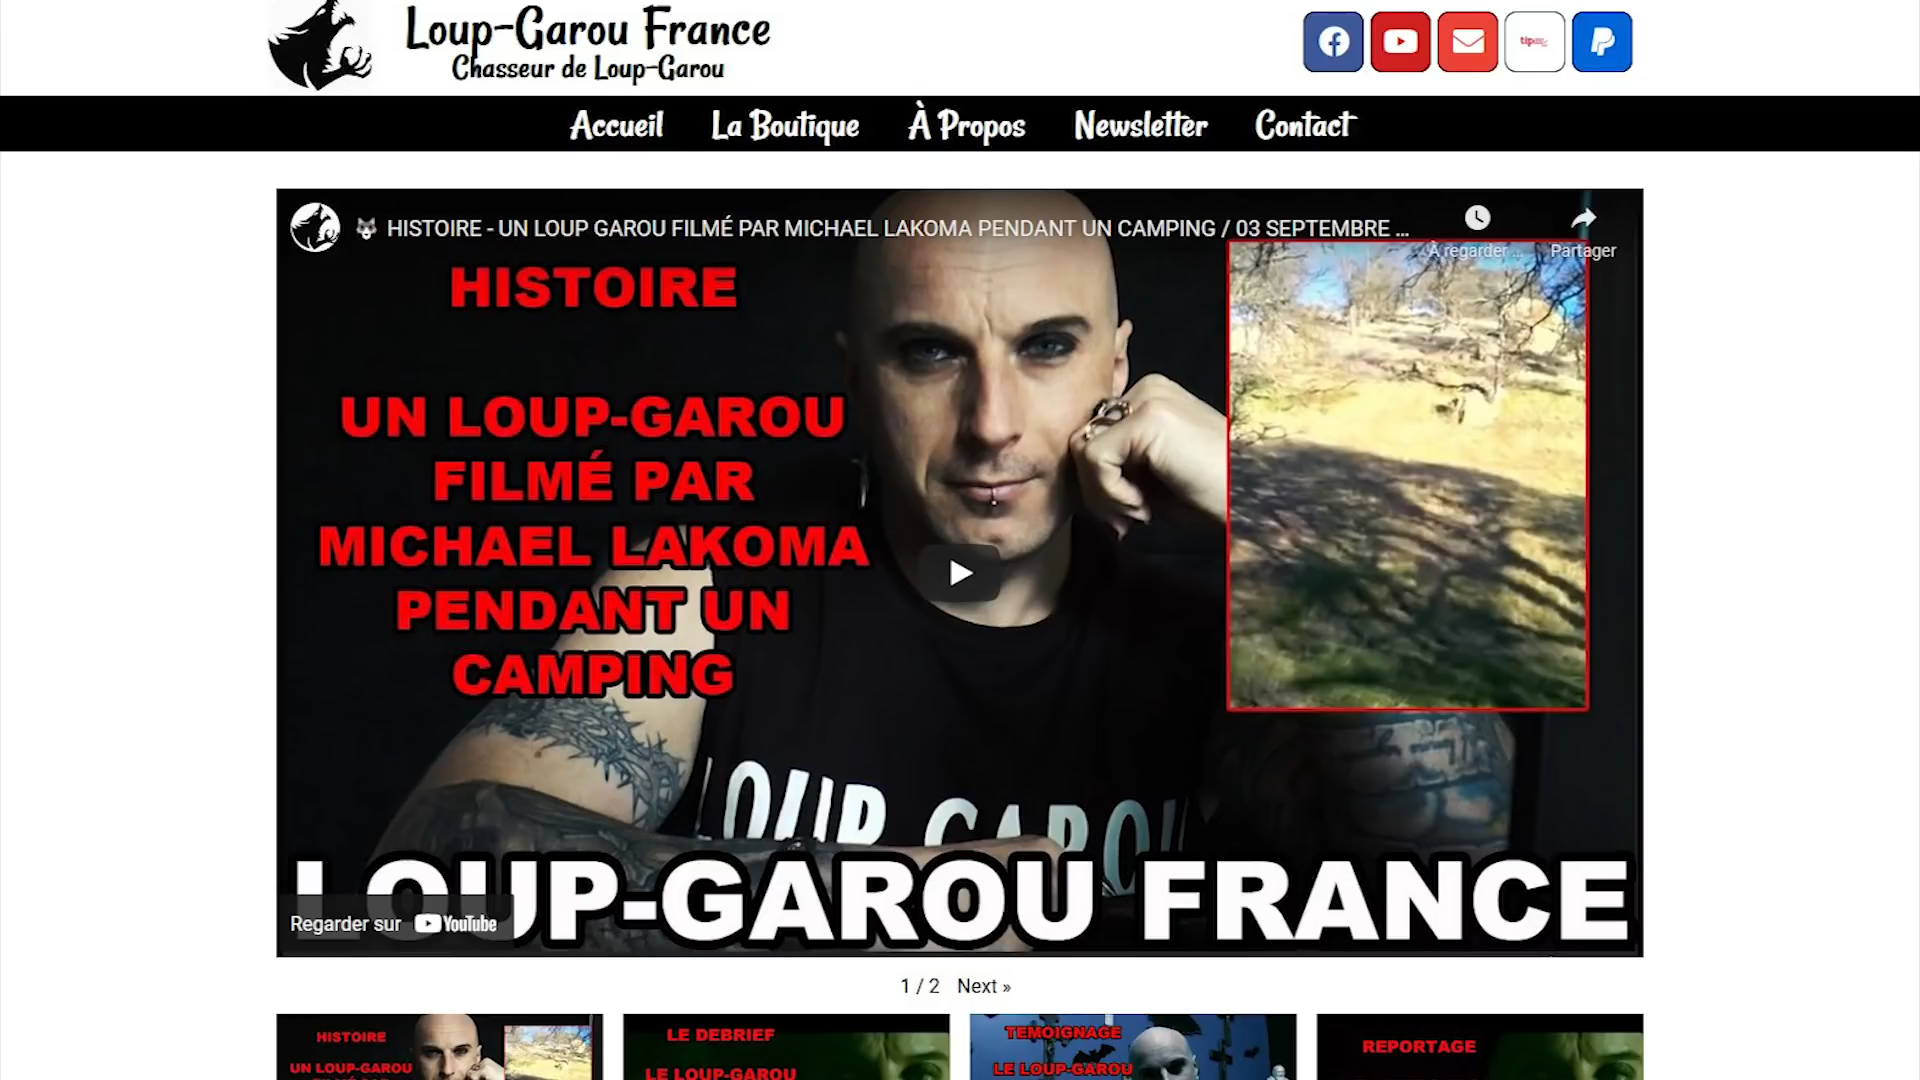 Loup-Garou France
Chasseur de Loup-Garou
tip
Accueil La Boutique À Propos Newsletter Contact
HISTOIRE - UN LOUP GAROU FILMÉ PAR MICHAEL LAKOMA PENDANT UN CAMPING / 03 SEPTEMBRE ...
À regarder ...
Partager
HISTOIRE
UN LOUP-GAROU
FILMÉ PAR
MICHAEL LAKOMA
PENDANT UN
CAMPING
LOUP GAROU
LOUP-GAROU FRANCE
Regarder sur YouTube
1 / 2 Next »
HISTOIRE
UN LOUP-GAROU
LE DEBRIEF
LE LOUP-GAROU
TEMOIGNAGE
LE LOUP-GAROU
REPORTAGE